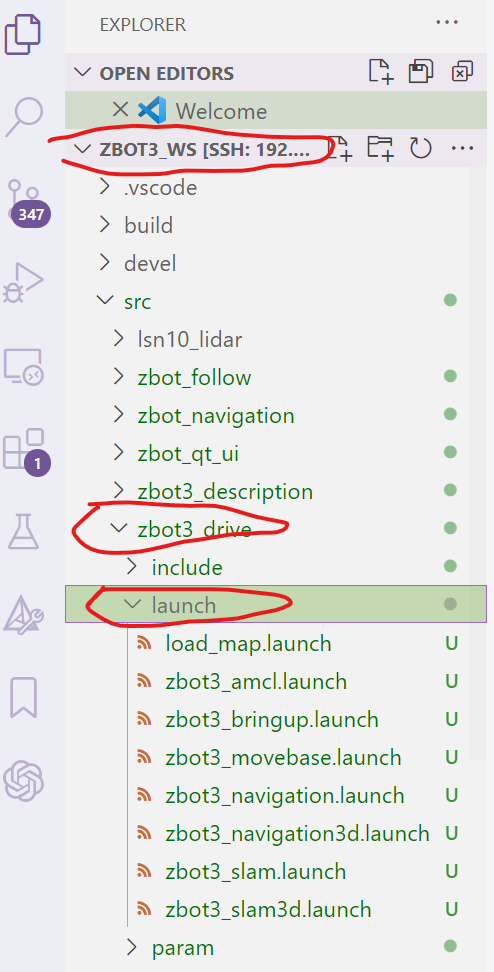 EXPLORER
OPEN EDITORS
Welcome
ZBOT3_WS [SSH: 192....
.vscode
347
build
devel
src
lsn10_lidar
zbot_follow
zbot_navigation
zbot_qt_ui
1
zbot3_description
zbot3_drive
include
launch
load_map.launch U
zbot3_amcl.launch U
zbot3_bringup.launch U
zbot3_movebase.launch U
zbot3_navigation.launch U
zbot3_navigation3d.launch U
zbot3_slam.launch U
zbot3_slam3d.launch U
param